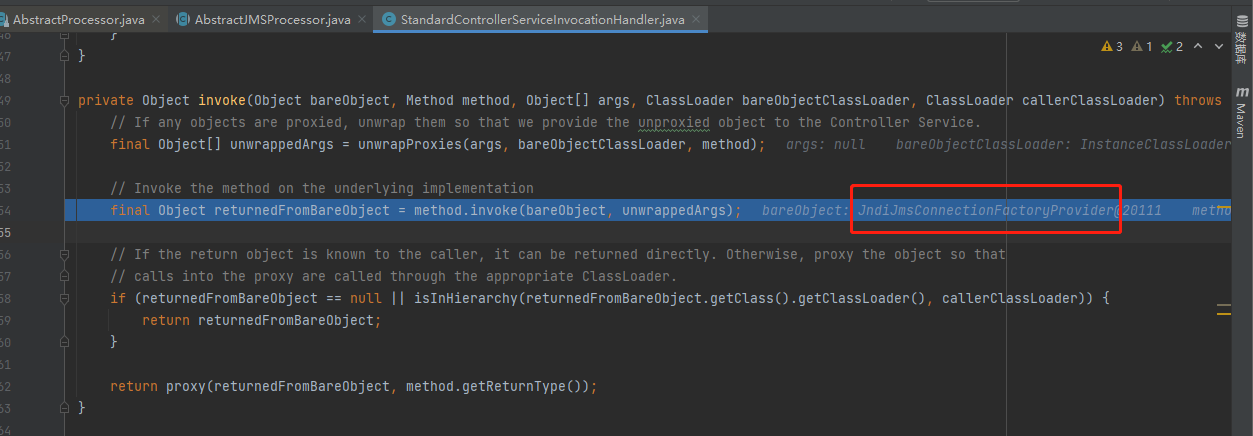 AbstractProcessor.java × AbstractJMSProcessor.java × StandardControllerServiceInvocationHandler.java ×
46 }
47 }
3 1 2
48
49 private Object invoke(Object bareObject, Method method, Object[] args, ClassLoader bareObjectClassLoader, ClassLoader callerClassLoader) throws
50 // If any objects are proxied, unwrap them so that we provide the unproxied object to the Controller Service.
51 final Object[] unwrappedArgs = unwrapProxies(args, bareObjectClassLoader, method); args: null bareObjectClassLoader: InstanceClassLoader
52
53 // Invoke the method on the underlying implementation
54 final Object returnedFromBareObject = method.invoke(bareObject, unwrappedArgs); bareObject: JndiJmsConnectionFactoryProvider@20111 metho
55
56 // If the return object is known to the caller, it can be returned directly. Otherwise, proxy the object so that
57 // calls into the proxy are called through the appropriate ClassLoader.
58 if (returnedFromBareObject == null || isInHierarchy(returnedFromBareObject.getClass().getClassLoader(), callerClassLoader)) {
59 return returnedFromBareObject;
60 }
61
62 return proxy(returnedFromBareObject, method.getReturnType());
63 }
64
数据库
m Maven